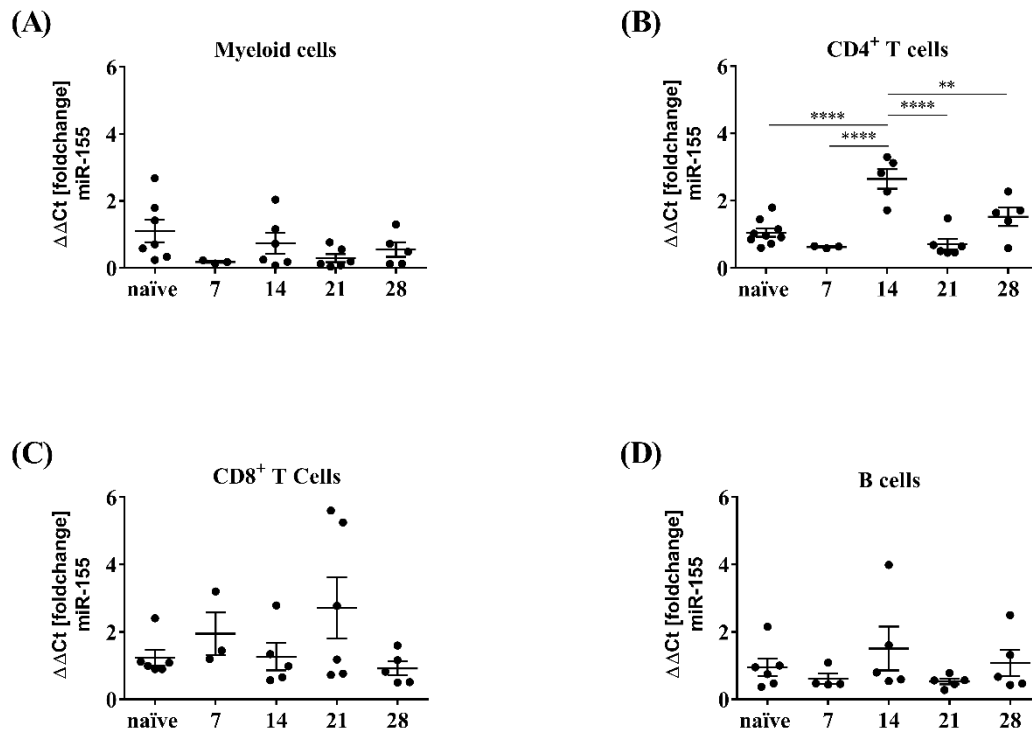 (A)
Myeloid cells
ΔΔCt [foldchange]
miR-155
6
4
2
0
naïve 7 14 21 28
(B)
CD4⁺ T cells
ΔΔCt [foldchange]
miR-155
6
4
2
0
**
**** ****
****
naïve 7 14 21 28
(C)
CD8⁺ T Cells
ΔΔCt [foldchange]
miR-155
6
4
2
0
naïve 7 14 21 28
(D)
B cells
ΔΔCt [foldchange]
miR-155
6
4
2
0
naïve 7 14 21 28